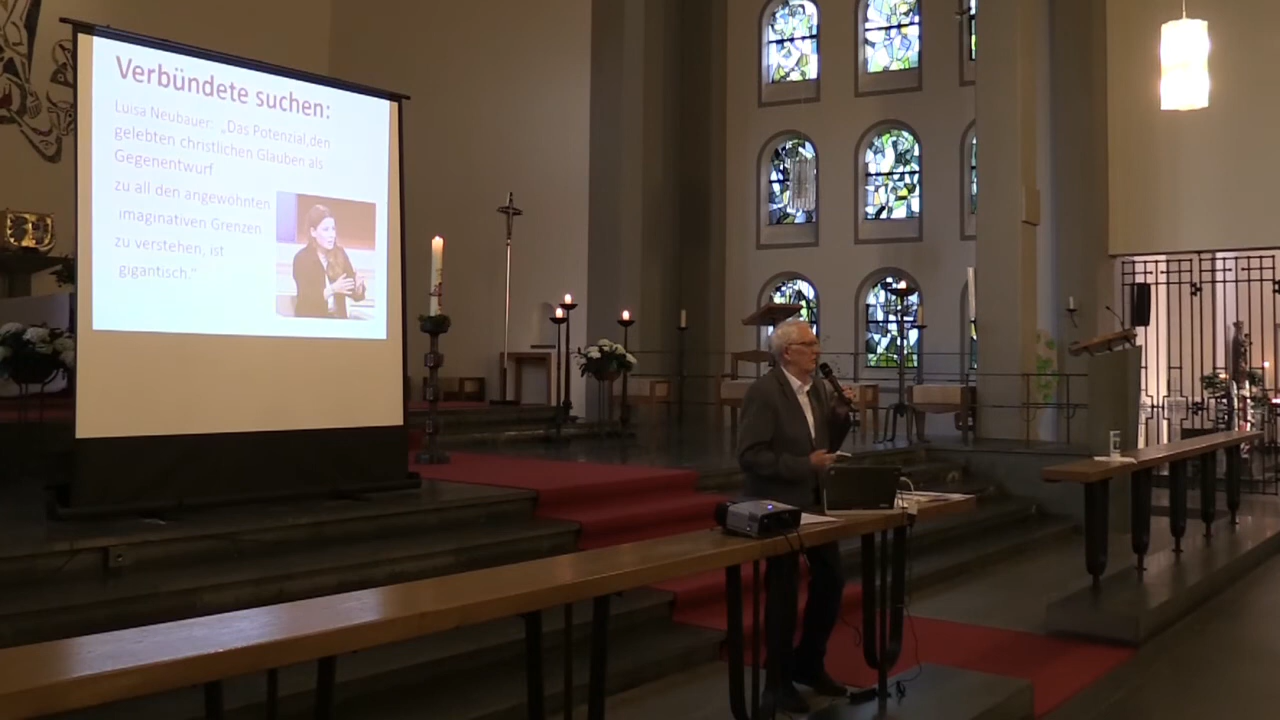 Verbündete suchen:
Luisa Neubauer: „Das Potenzial,den
gelebten christlichen Glauben als
Gegenentwurf
zu all den angewöhnten
imaginativen Grenzen
zu verstehen, ist
gigantisch.“